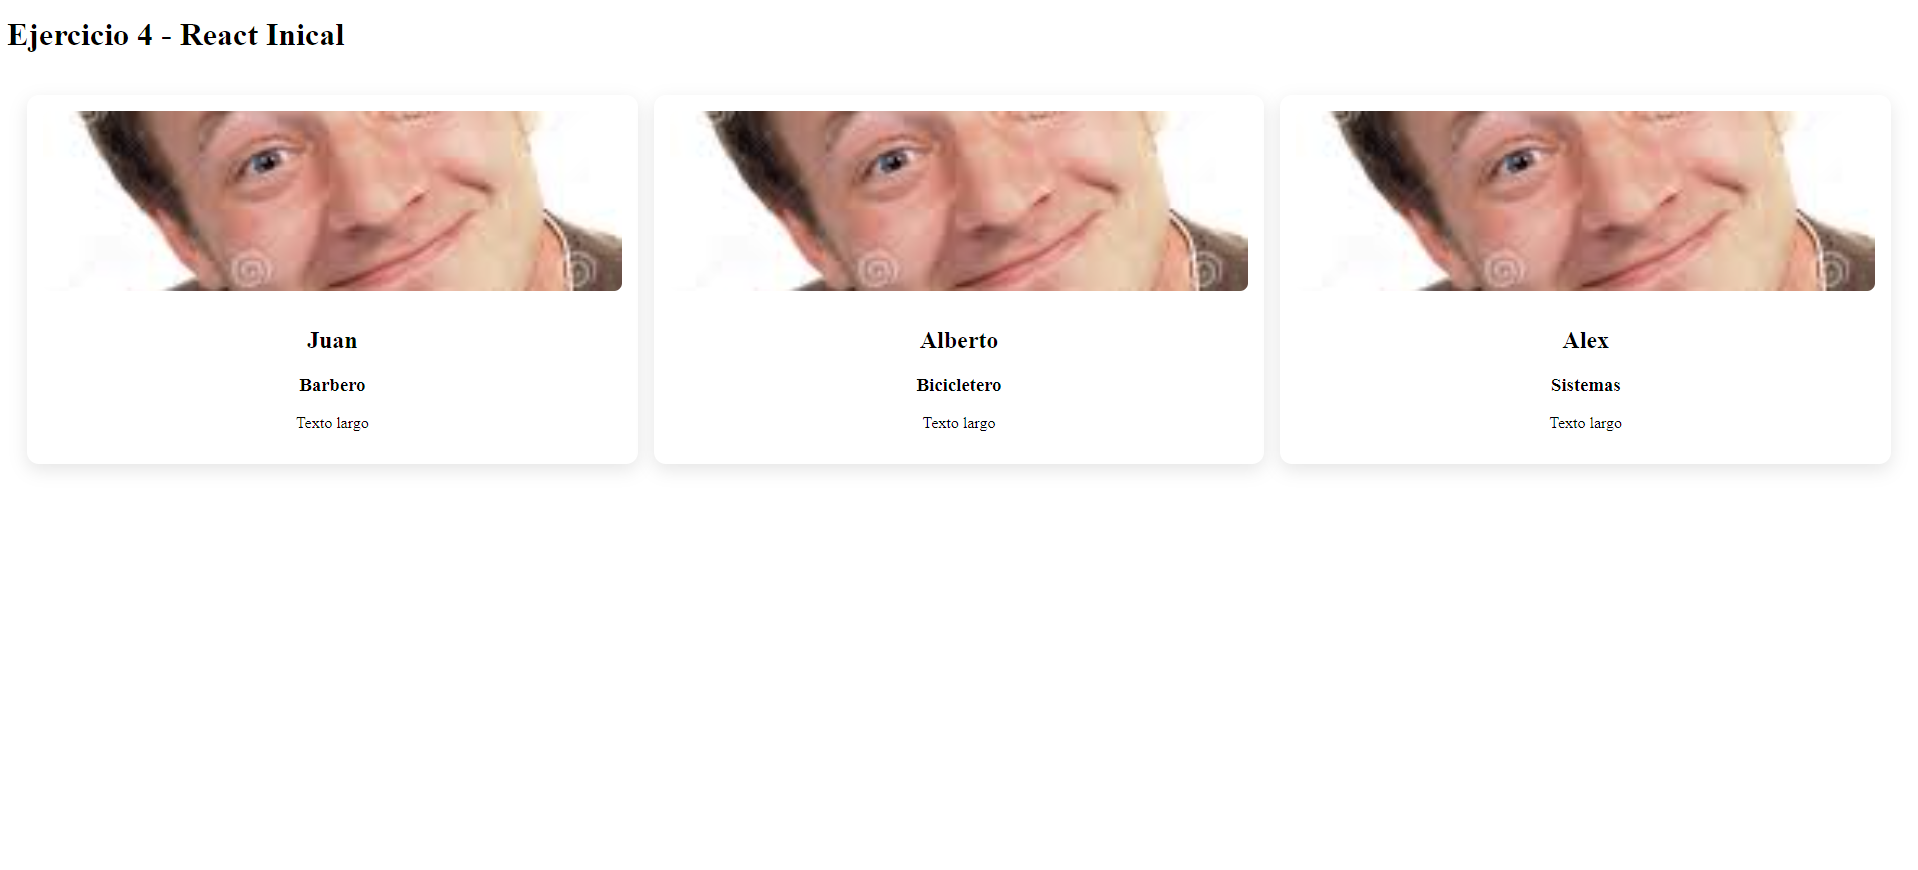 Ejercicio 4 - React Inical
Juan
Barbero
Texto largo
Alberto
Bicicletero
Texto largo
Alex
Sistemas
Texto largo